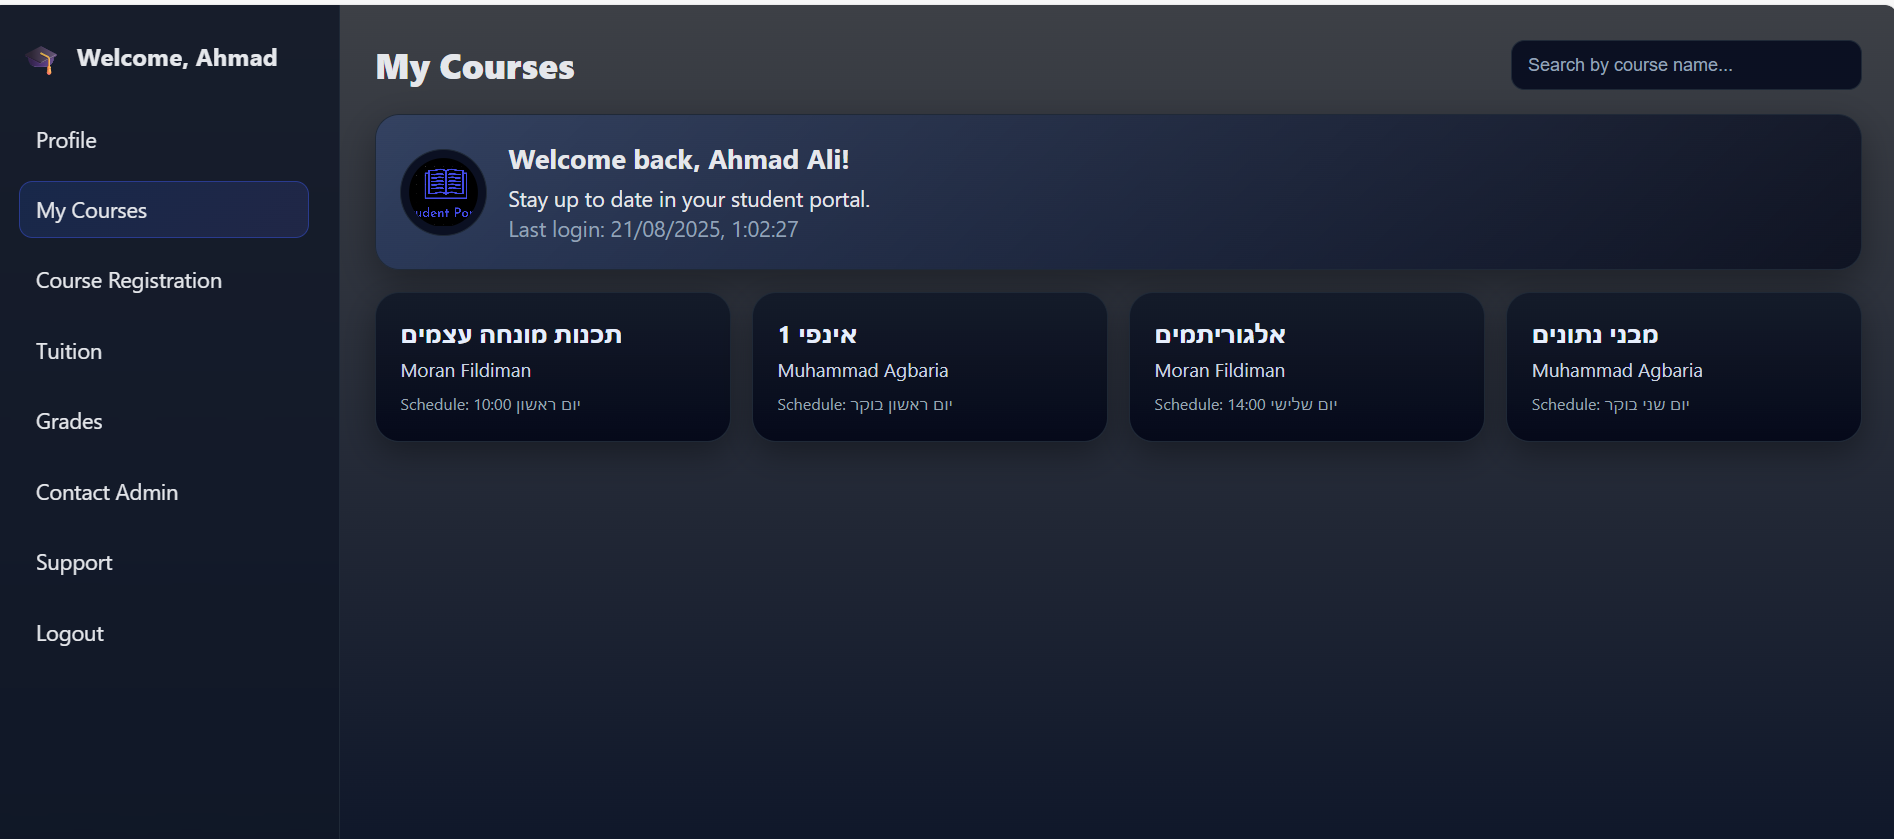 Welcome, Ahmad
Profile
My Courses
Course Registration
Tuition
Grades
Contact Admin
Support
Logout
My Courses
Search by course name...
udent Po
Welcome back, Ahmad Ali!
Stay up to date in your student portal.
Last login: 21/08/2025, 1:02:27
תכנות מונחה עצמים
Moran Fildiman
Schedule: יום ראשון 10:00
אינפי 1
Muhammad Agbaria
Schedule: יום ראשון בוקר
אלגוריתמים
Moran Fildiman
Schedule: יום שלישי 14:00
מבני נתונים
Muhammad Agbaria
Schedule: יום שני בוקר